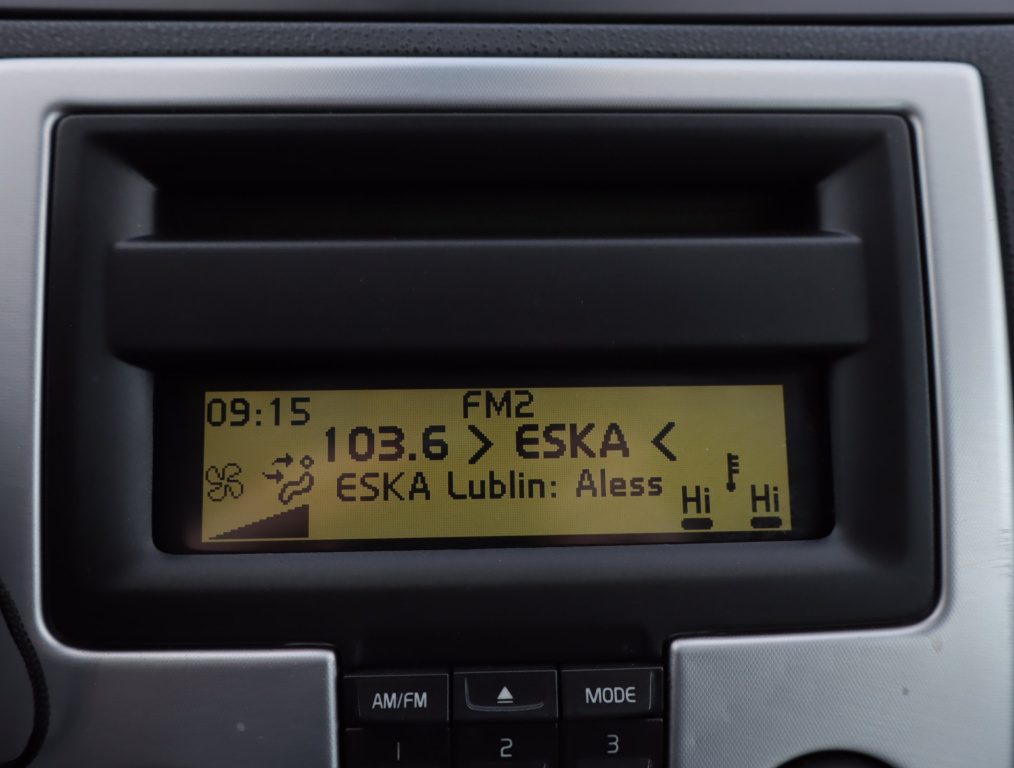 09:15 FM2
103.6 > ESKA <
ESKA Lublin: Aless
Hi Hi
AM/FM MODE
1 2 3